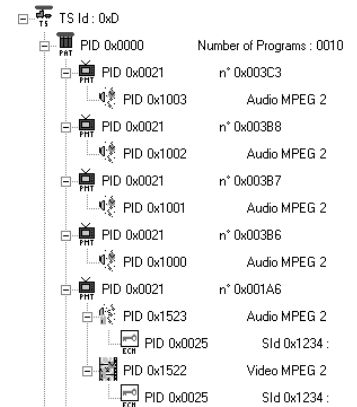 TS Id : 0xD
TS
PID 0x0000 Number of Programs : 0010
PAT
PID 0x0021 n° 0x003C3
PMT
PID 0x1003 Audio MPEG 2
PID 0x0021 n° 0x003B8
PMT
PID 0x1002 Audio MPEG 2
PID 0x0021 n° 0x003B7
PMT
PID 0x1001 Audio MPEG 2
PID 0x0021 n° 0x003B6
PMT
PID 0x1000 Audio MPEG 2
PID 0x0021 n° 0x001A6
PMT
PID 0x1523 Audio MPEG 2
PID 0x0025 SId 0x1234 :
ECM
PID 0x1522 Video MPEG 2
PID 0x0025 SId 0x1234 :
ECM